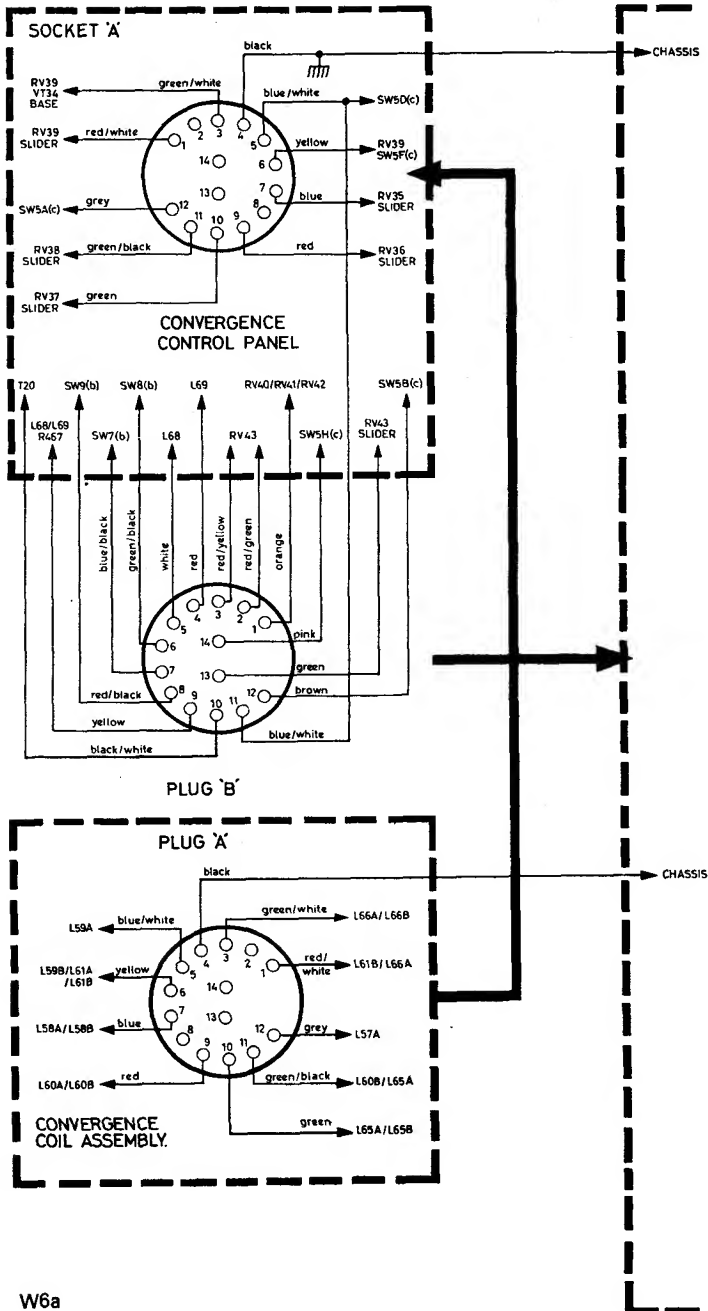 SOCKET 'A'
black
CHASSIS
RV39
VT34
BASE
green/white
blue/white
SW5D(c)
RV39
SLIDER
red/white
1
2
3
4
5
yellow
RV39
SW5F(c)
6
14
7
blue
RV35
SLIDER
13
8
SW5A(c)
grey
12
11
10
9
RV38
SLIDER
green/black
red
RV36
SLIDER
RV37
SLIDER
green
CONVERGENCE
CONTROL PANEL
T20
SW9(b)
SW8(b)
L69
RV40/RV41/RV42
SW5B(c)
L68/L69
R467
SW7(b)
L68
RV43
SW5H(c)
RV43
SLIDER
blue/black
green/black
white
red
red/yellow
red/green
orange
5
4
3
2
1
6
14
pink
7
13
green
red/black
8
9
10
11
12
brown
yellow
blue/white
black/white
PLUG 'B'
PLUG 'A'
black
CHASSIS
L59A
blue/white
green/white
L66A/L66B
5
4
3
2
1
red/
white
L61B/L66A
L59B/L61A
/L61B
yellow
6
14
7
13
L58A/L58B
blue
8
12
grey
L57A
9
10
11
L60A/L60B
red
green/black
L60B/L65A
green
L65A/L65B
CONVERGENCE
COIL ASSEMBLY.
W6a